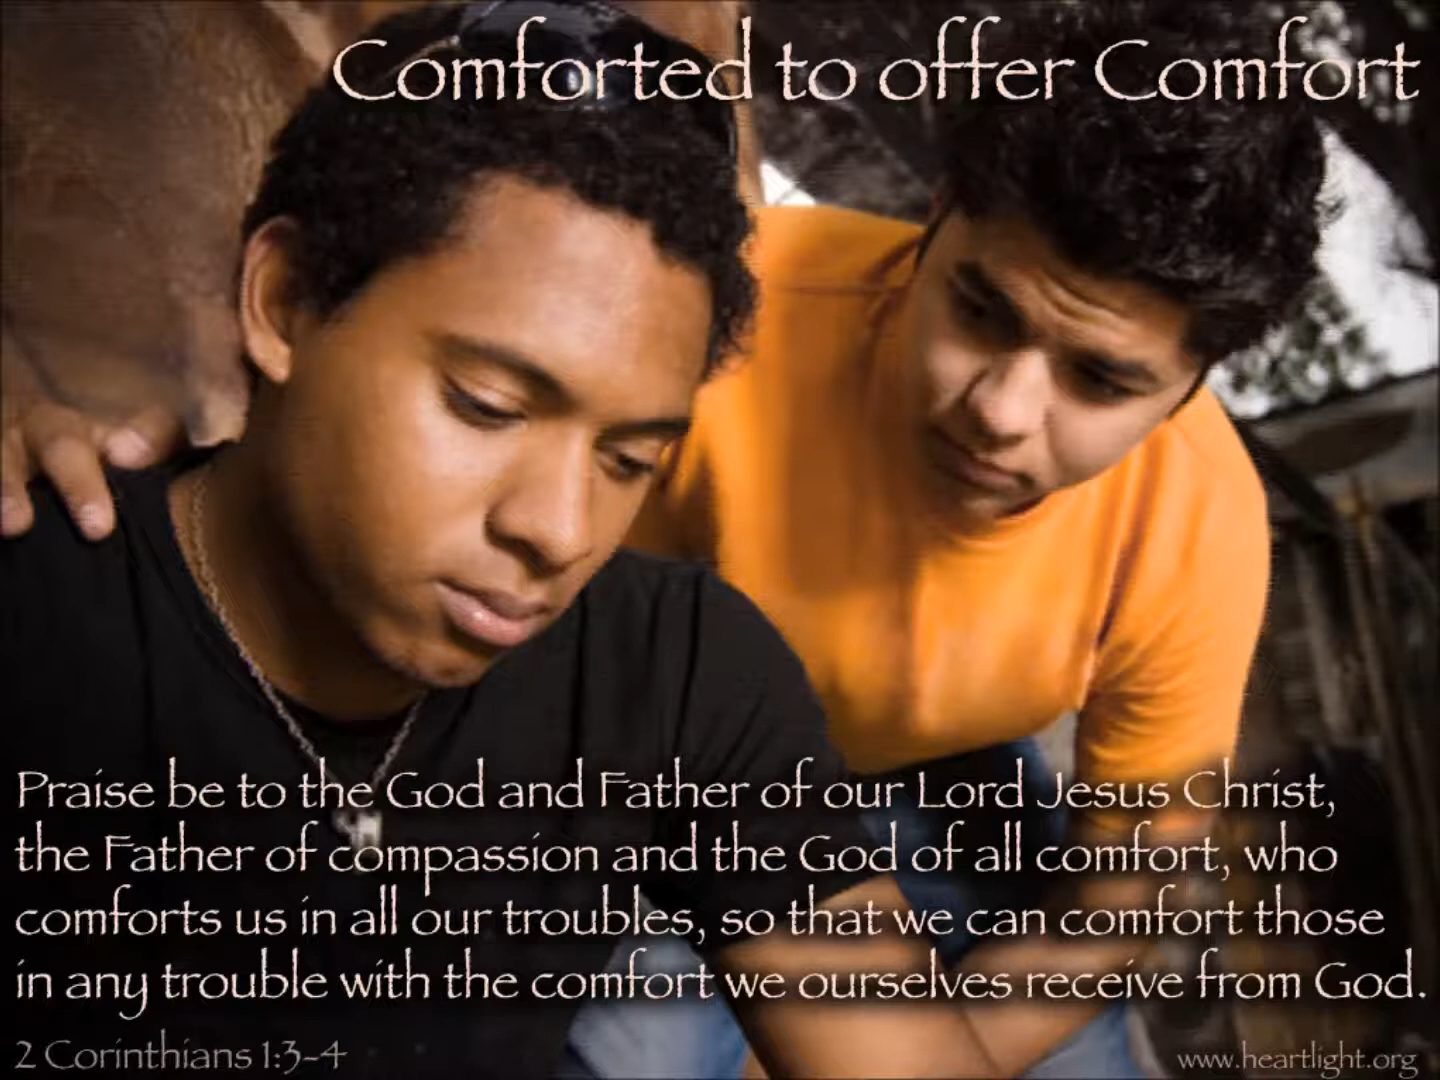 Comforted to offer Comfort
Praise be to the God and Father of our Lord Jesus Christ,
the Father of compassion and the God of all comfort, who
comforts us in all our troubles, so that we can comfort those
in any trouble with the comfort we ourselves receive from God.
2 Corinthians 1:3-4
www.heartlight.org